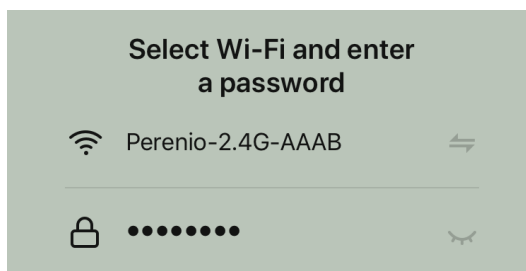 Select Wi-Fi and enter
a password
Perenio-2.4G-AAAB
••••••••